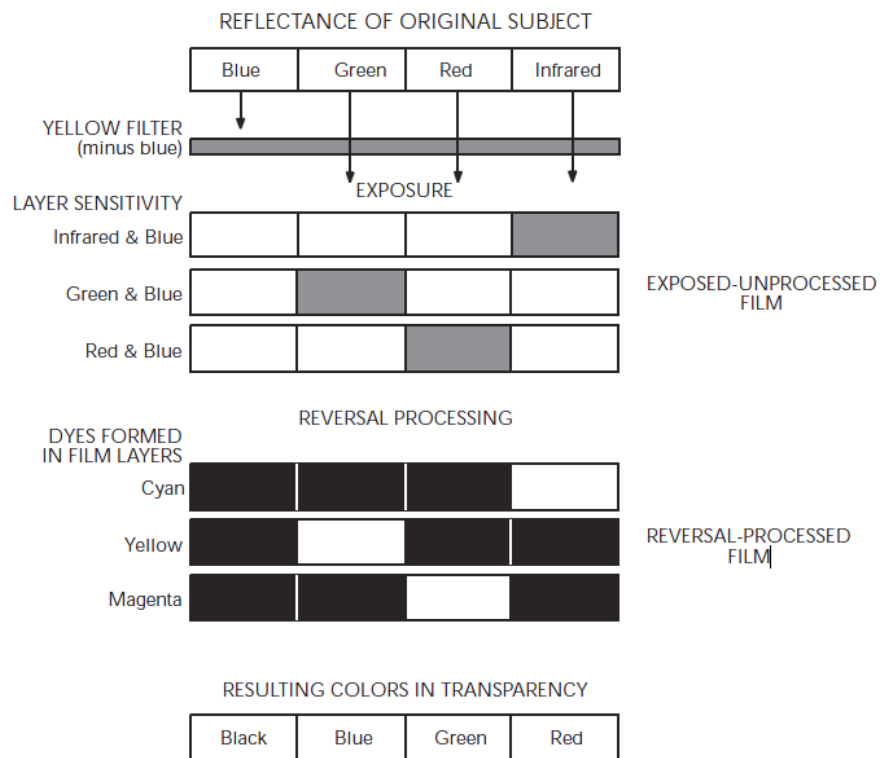 REFLECTANCE OF ORIGINAL SUBJECT
Blue Green Red Infrared
YELLOW FILTER
(minus blue)
EXPOSURE
LAYER SENSITIVITY
Infrared & Blue
Green & Blue
Red & Blue
EXPOSED-UNPROCESSED
FILM
REVERSAL PROCESSING
DYES FORMED
IN FILM LAYERS
Cyan
Yellow
Magenta
REVERSAL-PROCESSED
FILM
RESULTING COLORS IN TRANSPARENCY
Black Blue Green Red